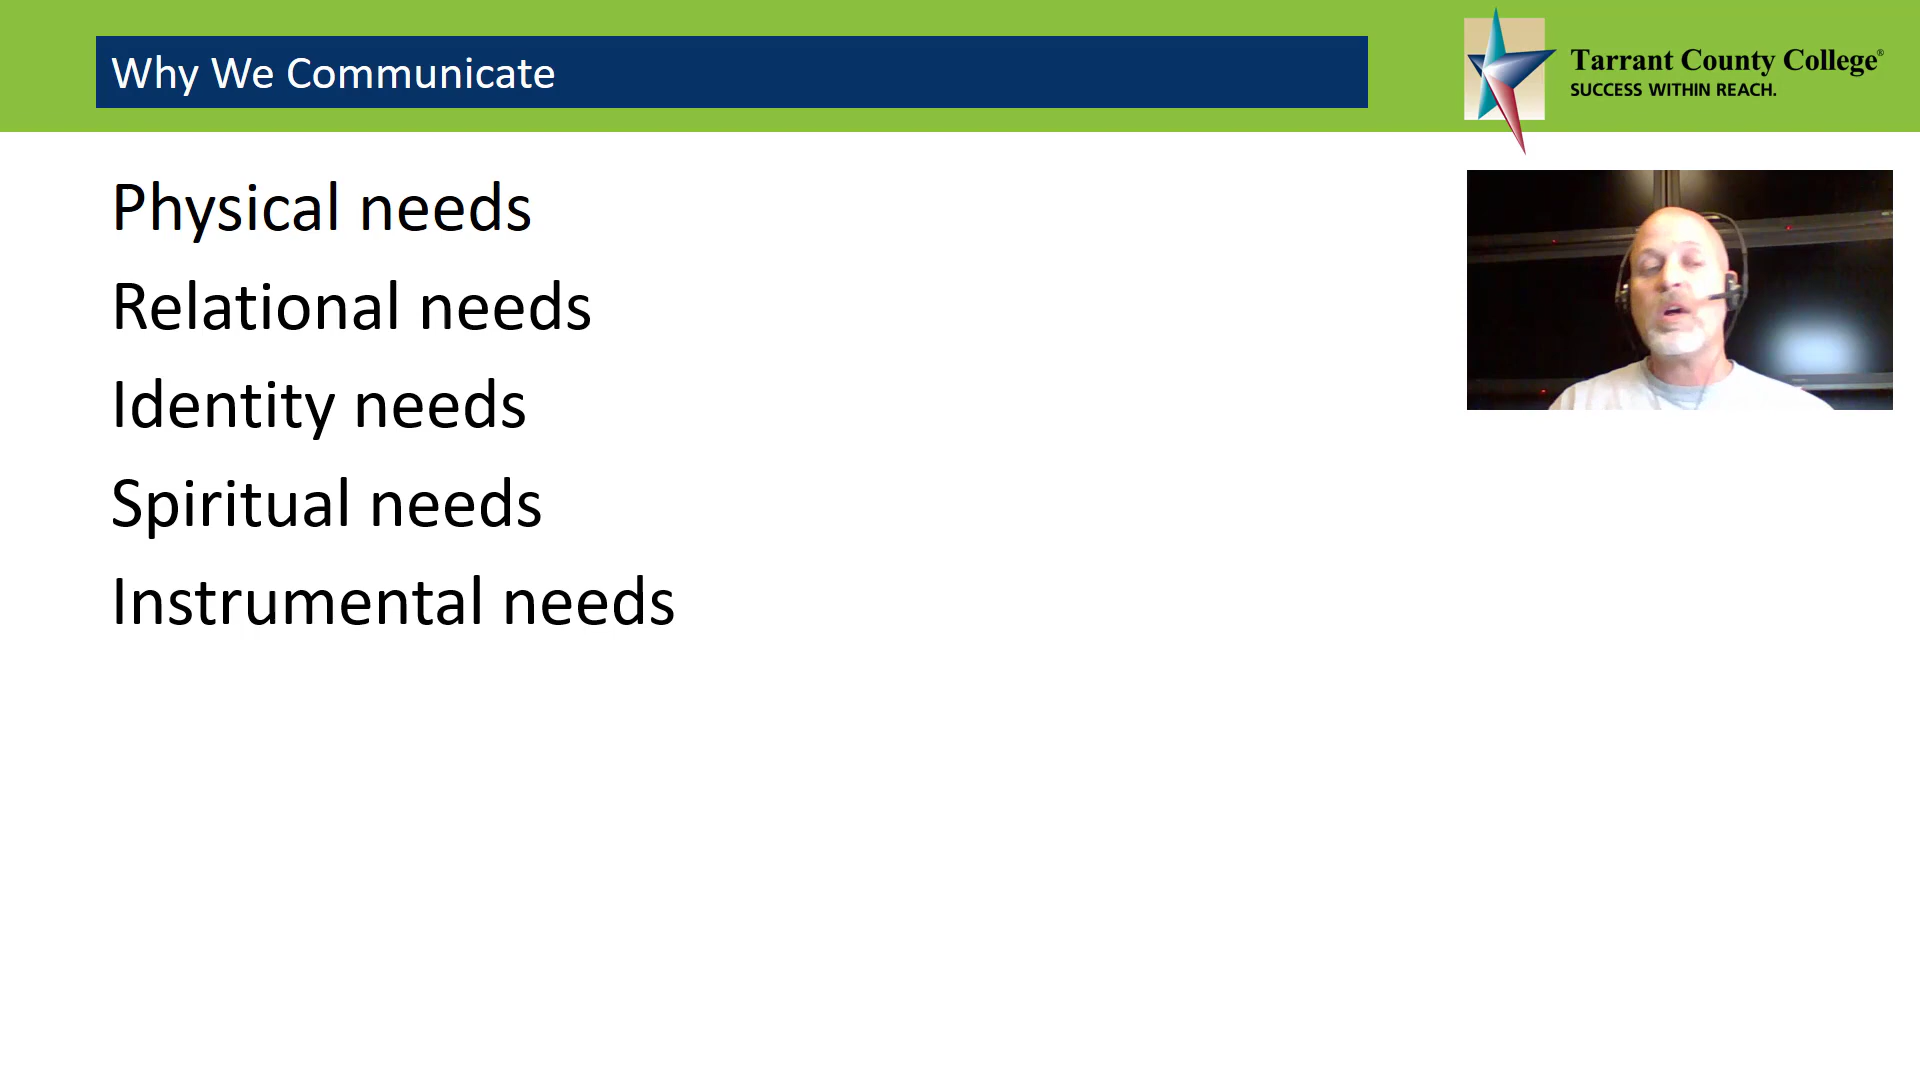 Why We Communicate
Tarrant County College®
SUCCESS WITHIN REACH.
Physical needs
Relational needs
Identity needs
Spiritual needs
Instrumental needs